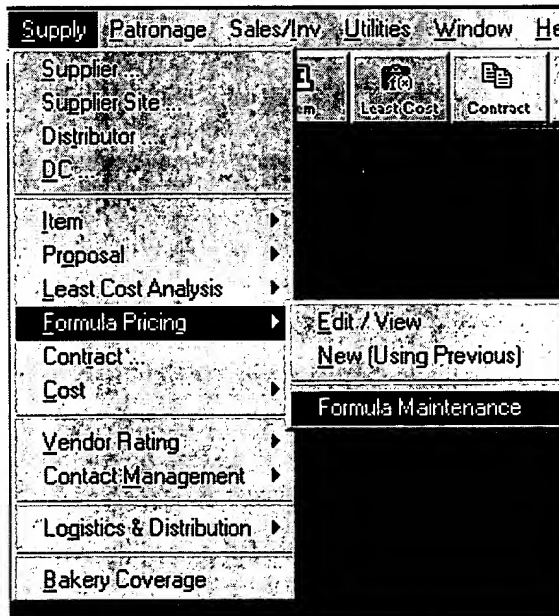 Supply Patronage Sales/Inv Utilities Window He
Supplier ...
Supplier Site ...
Distributor ...
DC ...
Least Cost
Contract
Item
Proposal
Least Cost Analysis
Formula Pricing
Edit / View
New (Using Previous)
Formula Maintenance
Contract ...
Cost
Vendor Rating
Contact Management
Logistics & Distribution
Bakery Coverage